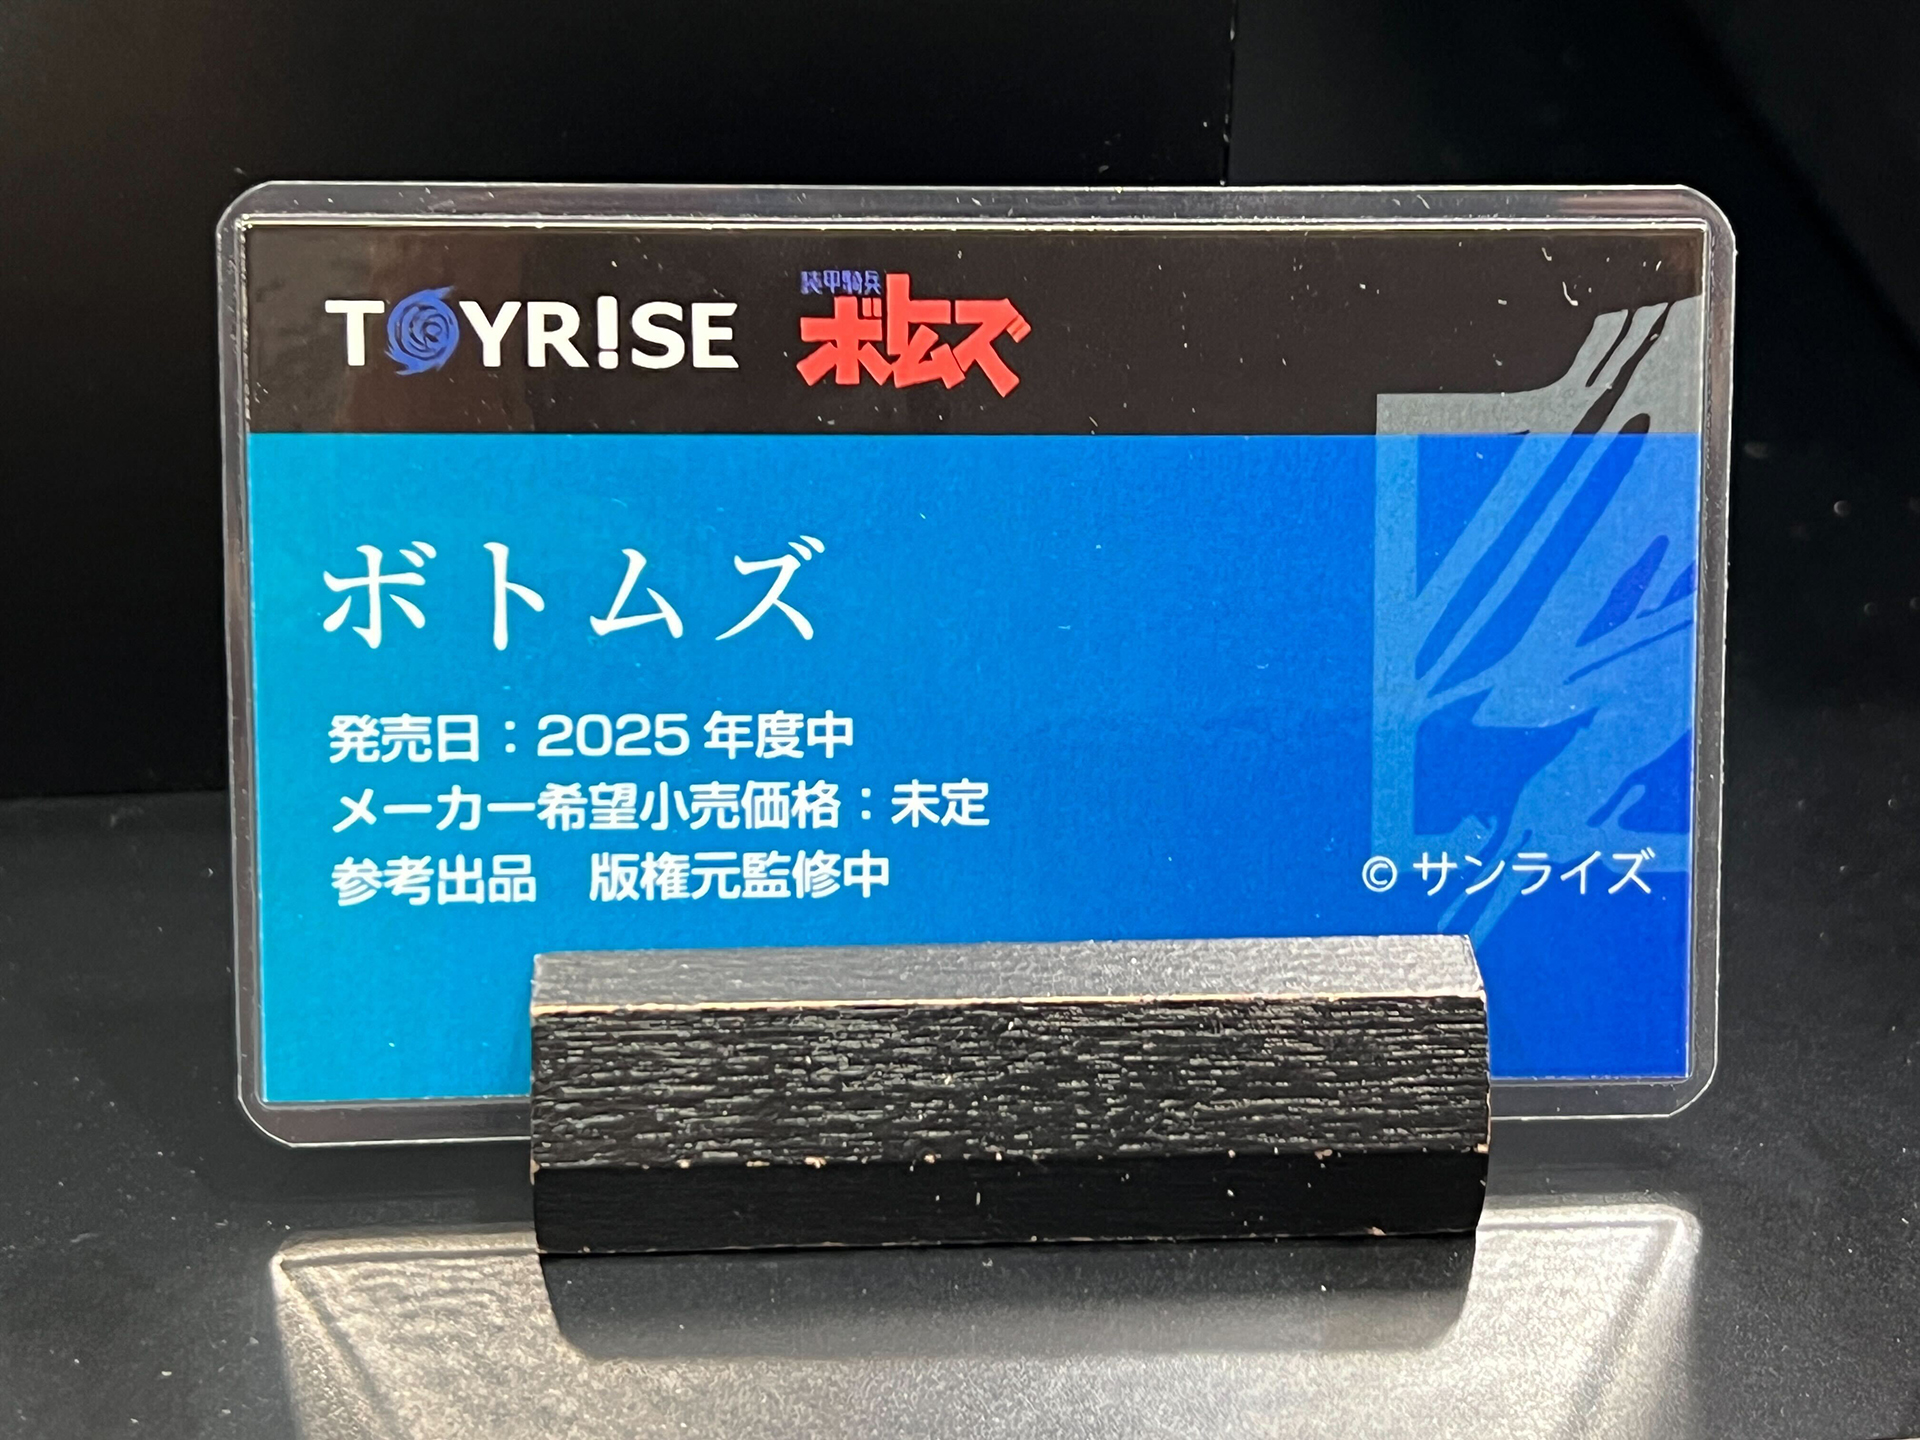 TOYR!SE
装甲騎兵
ボトムズ
ボトムズ
発売日：2025 年度中
メーカー希望小売価格：未定
参考出品　版権元監修中
© サンライズ